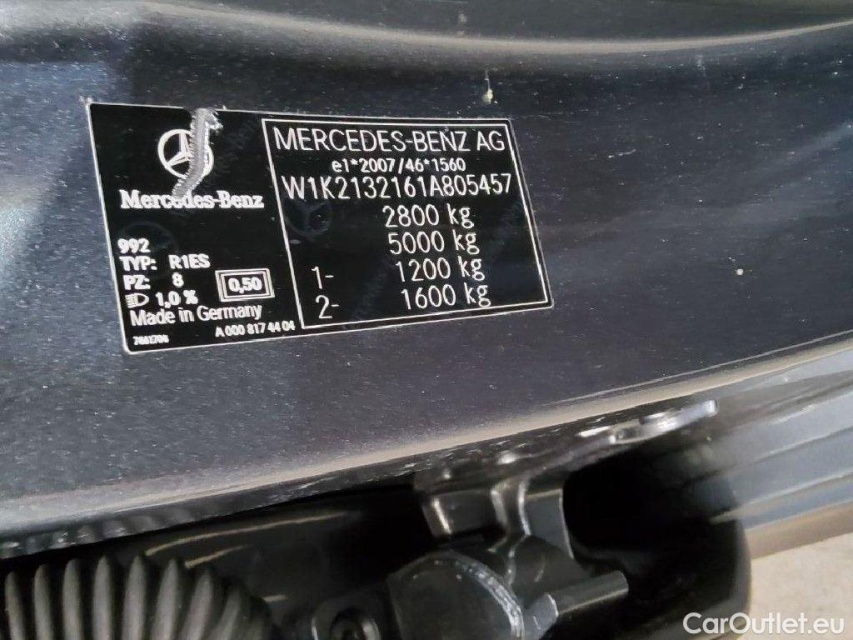 Mercedes-Benz
992
TYP: R1ES
PZ: 8
0,50
1,0 %
Made in Germany
A 000 817 44 04
MERCEDES-BENZ AG
e1*2007/46*1560
W1K2132161A805457
2800 kg
5000 kg
1- 1200 kg
2- 1600 kg
CarOutlet.eu